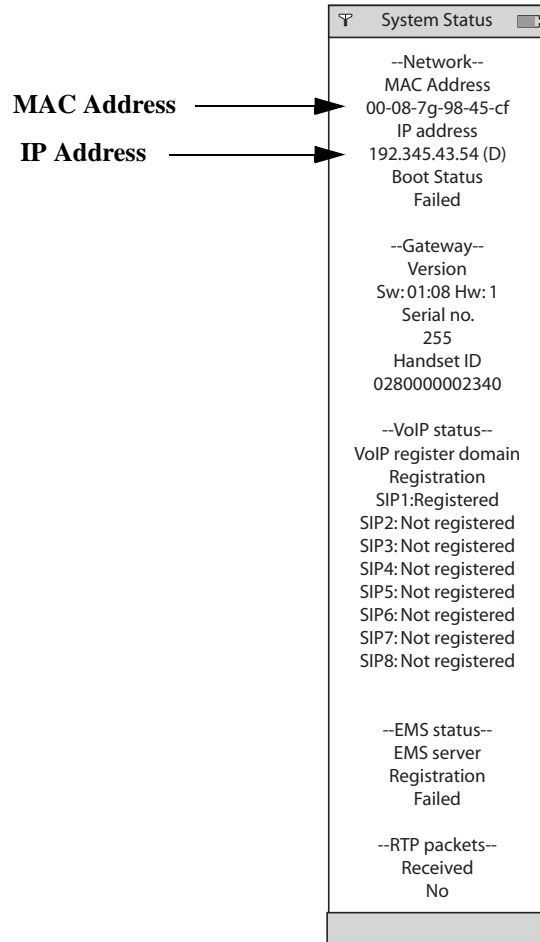 System Status
--Network--
MAC Address
MAC Address
00-08-7g-98-45-cf
IP address
IP Address
192.345.43.54 (D)
Boot Status
Failed
--Gateway--
Version
Sw: 01:08 Hw: 1
Serial no.
255
Handset ID
0280000002340
--VoIP status--
VoIP register domain
Registration
SIP1:Registered
SIP2: Not registered
SIP3: Not registered
SIP4: Not registered
SIP5: Not registered
SIP6: Not registered
SIP7: Not registered
SIP8: Not registered
--EMS status--
EMS server
Registration
Failed
--RTP packets--
Received
No